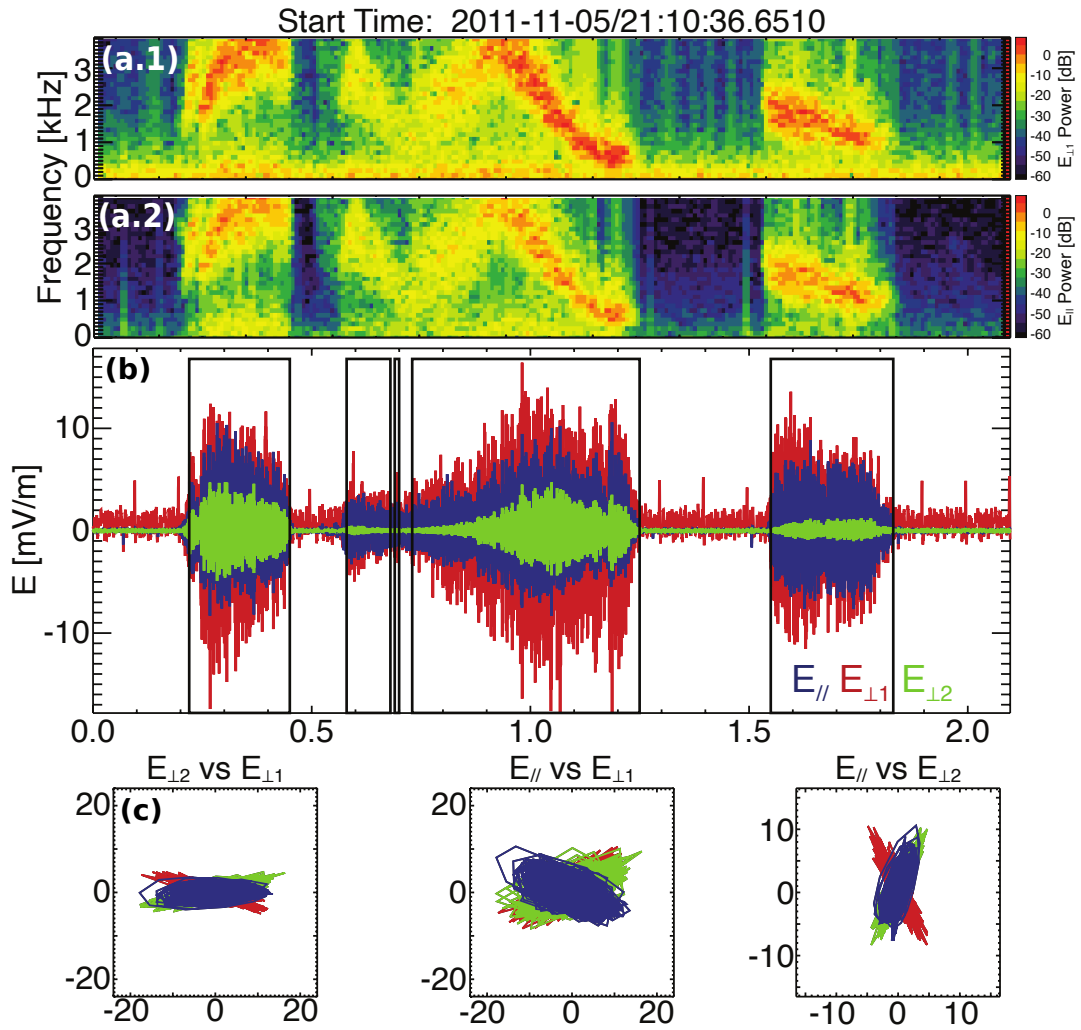 Start Time: 2011-11-05/21:10:36.6510
(a.1)
3
2
1
0
Frequency [kHz]
0
-10
-20
-30
-40
-50
-60
E⊥1 Power [dB]
(a.2)
3
2
1
0
0
-10
-20
-30
-40
-50
-60
E|| Power [dB]
(b)
10
0
-10
E [mV/m]
E// E⊥1 E⊥2
0.0 0.5 1.0 1.5 2.0
E⊥2 vs E⊥1
(c)
20
0
-20
-20 -10 0 10 20
E// vs E⊥1
20
0
-20
-20 -10 0 10 20
E// vs E⊥2
10
0
-10
-10 0 10